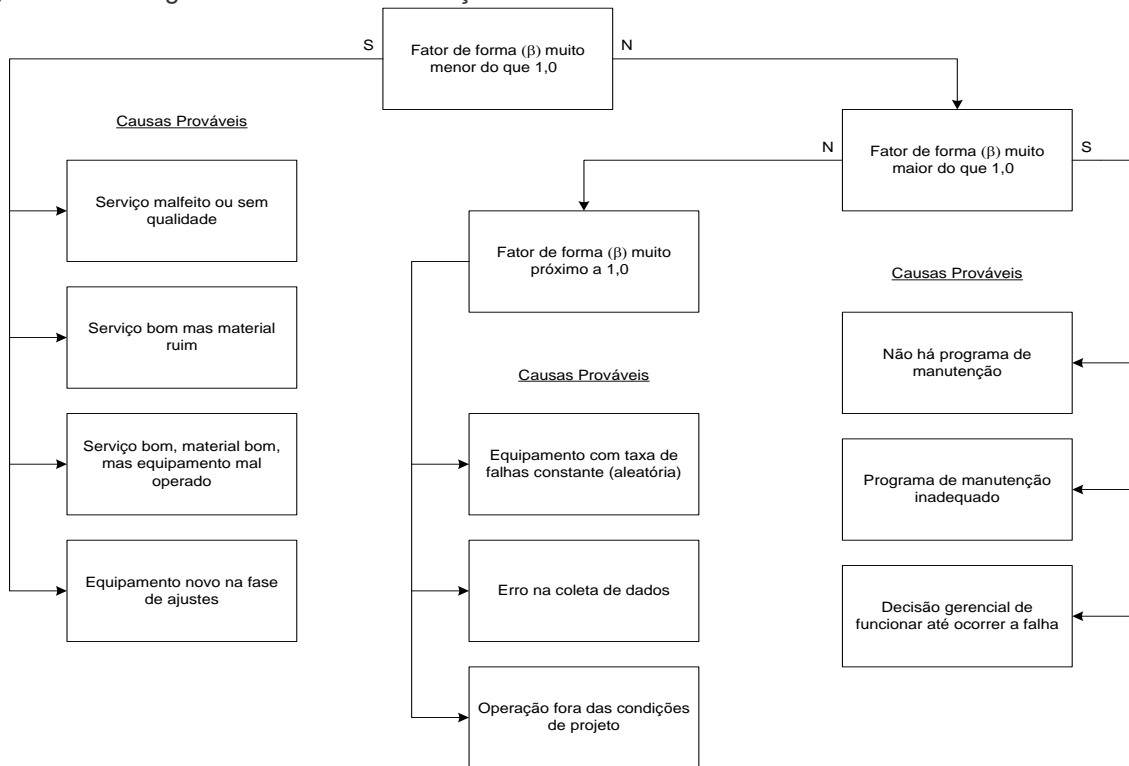 S
Fator de forma (β) muito
menor do que 1,0
N
Causas Prováveis
N
Fator de forma (β) muito
maior do que 1,0
S
Serviço malfeito ou sem
qualidade
Fator de forma (β) muito
próximo a 1,0
Causas Prováveis
Serviço bom mas material
ruim
Não há programa de
manutenção
Causas Prováveis
Serviço bom, material bom,
mas equipamento mal
operado
Equipamento com taxa de
falhas constante (aleatória)
Programa de manutenção
inadequado
Equipamento novo na fase
de ajustes
Erro na coleta de dados
Decisão gerencial de
funcionar até ocorrer a falha
Operação fora das condições
de projeto